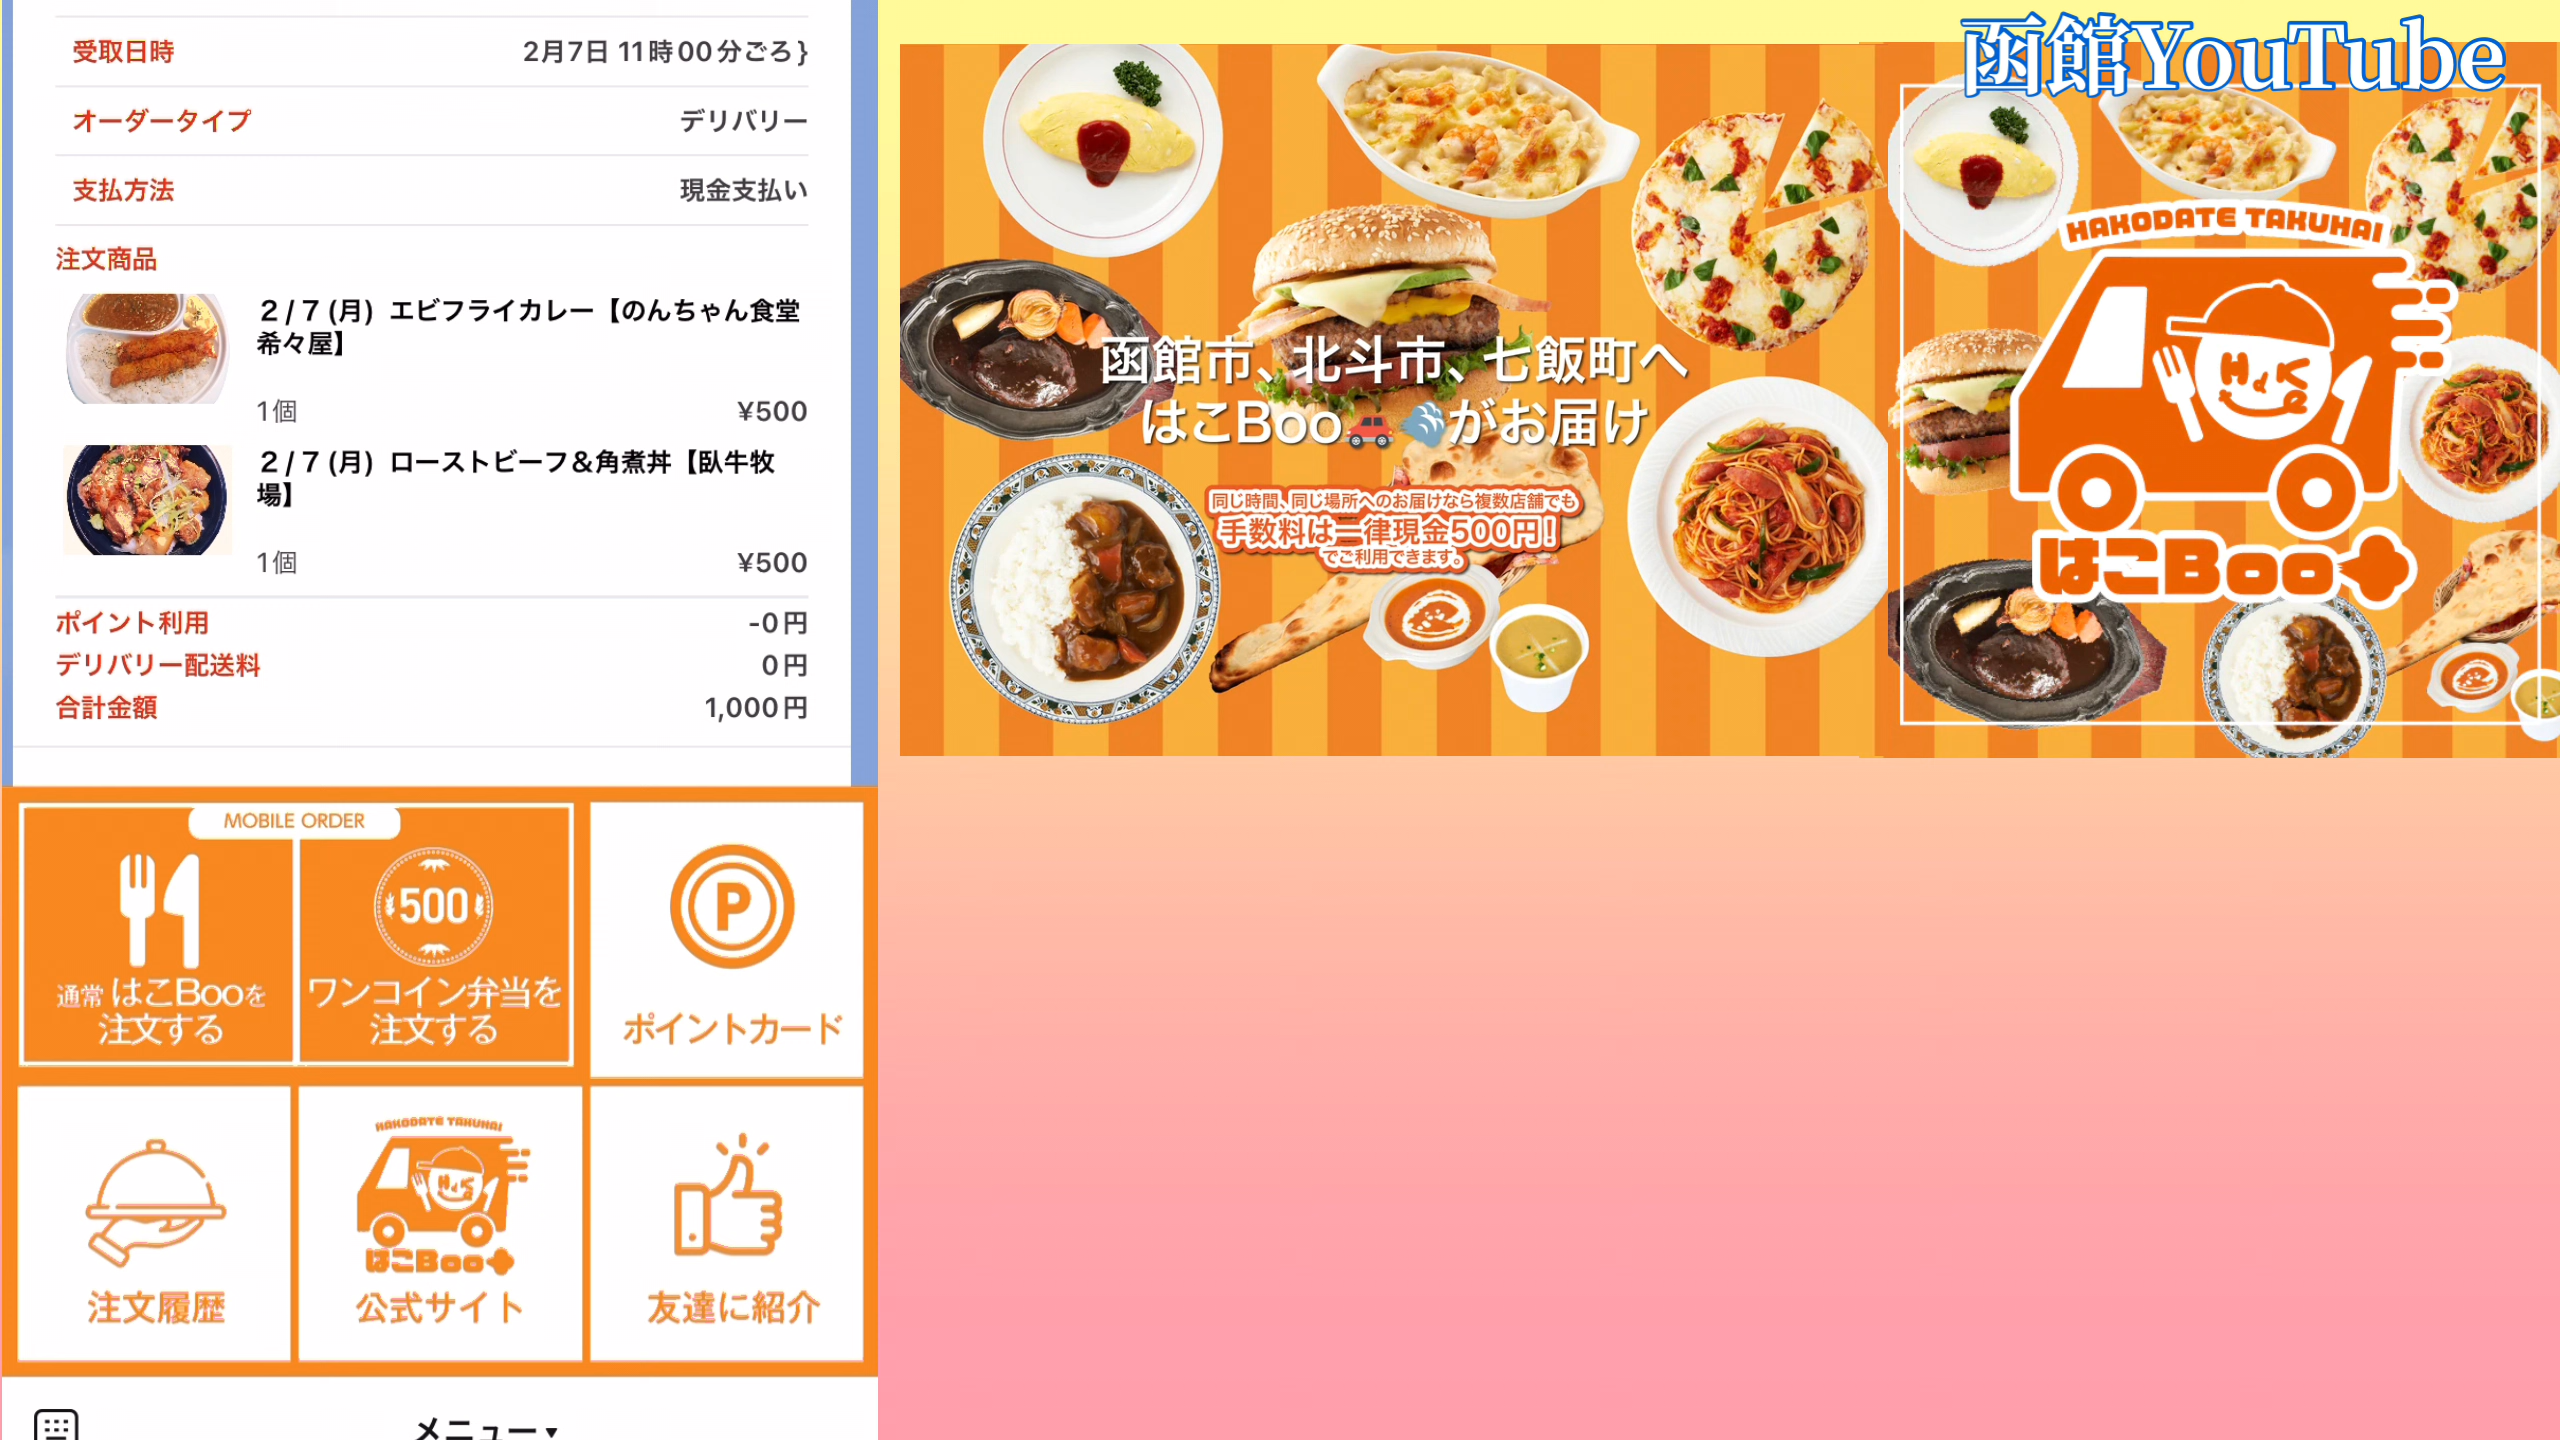 受取日時 2月7日 11時00分ごろ}
オーダータイプ デリバリー
支払方法 現金支払い
注文商品
2/7(月) エビフライカレー【のんちゃん食堂
希々屋】
1個 ¥500
2/7(月) ローストビーフ&角煮丼【臥牛牧
場】
1個 ¥500
ポイント利用 -0円
デリバリー配送料 0円
合計金額 1,000円
MOBILE ORDER
通常 はこBooを
注文する
500
ワンコイン弁当を
注文する
P
ポイントカード
注文履歴
HAKODATE TAKUHAI
HaKo
はこBoo
公式サイト
友達に紹介
メニュー▾
函館市、北斗市、七飯町へ
はこBoo🚗💨がお届け
同じ時間、同じ場所へのお届けなら複数店舗でも
手数料は一律現金500円!
でご利用できます。
函館YouTube
HAKODATE TAKUHAI
HaKo
はこBoo